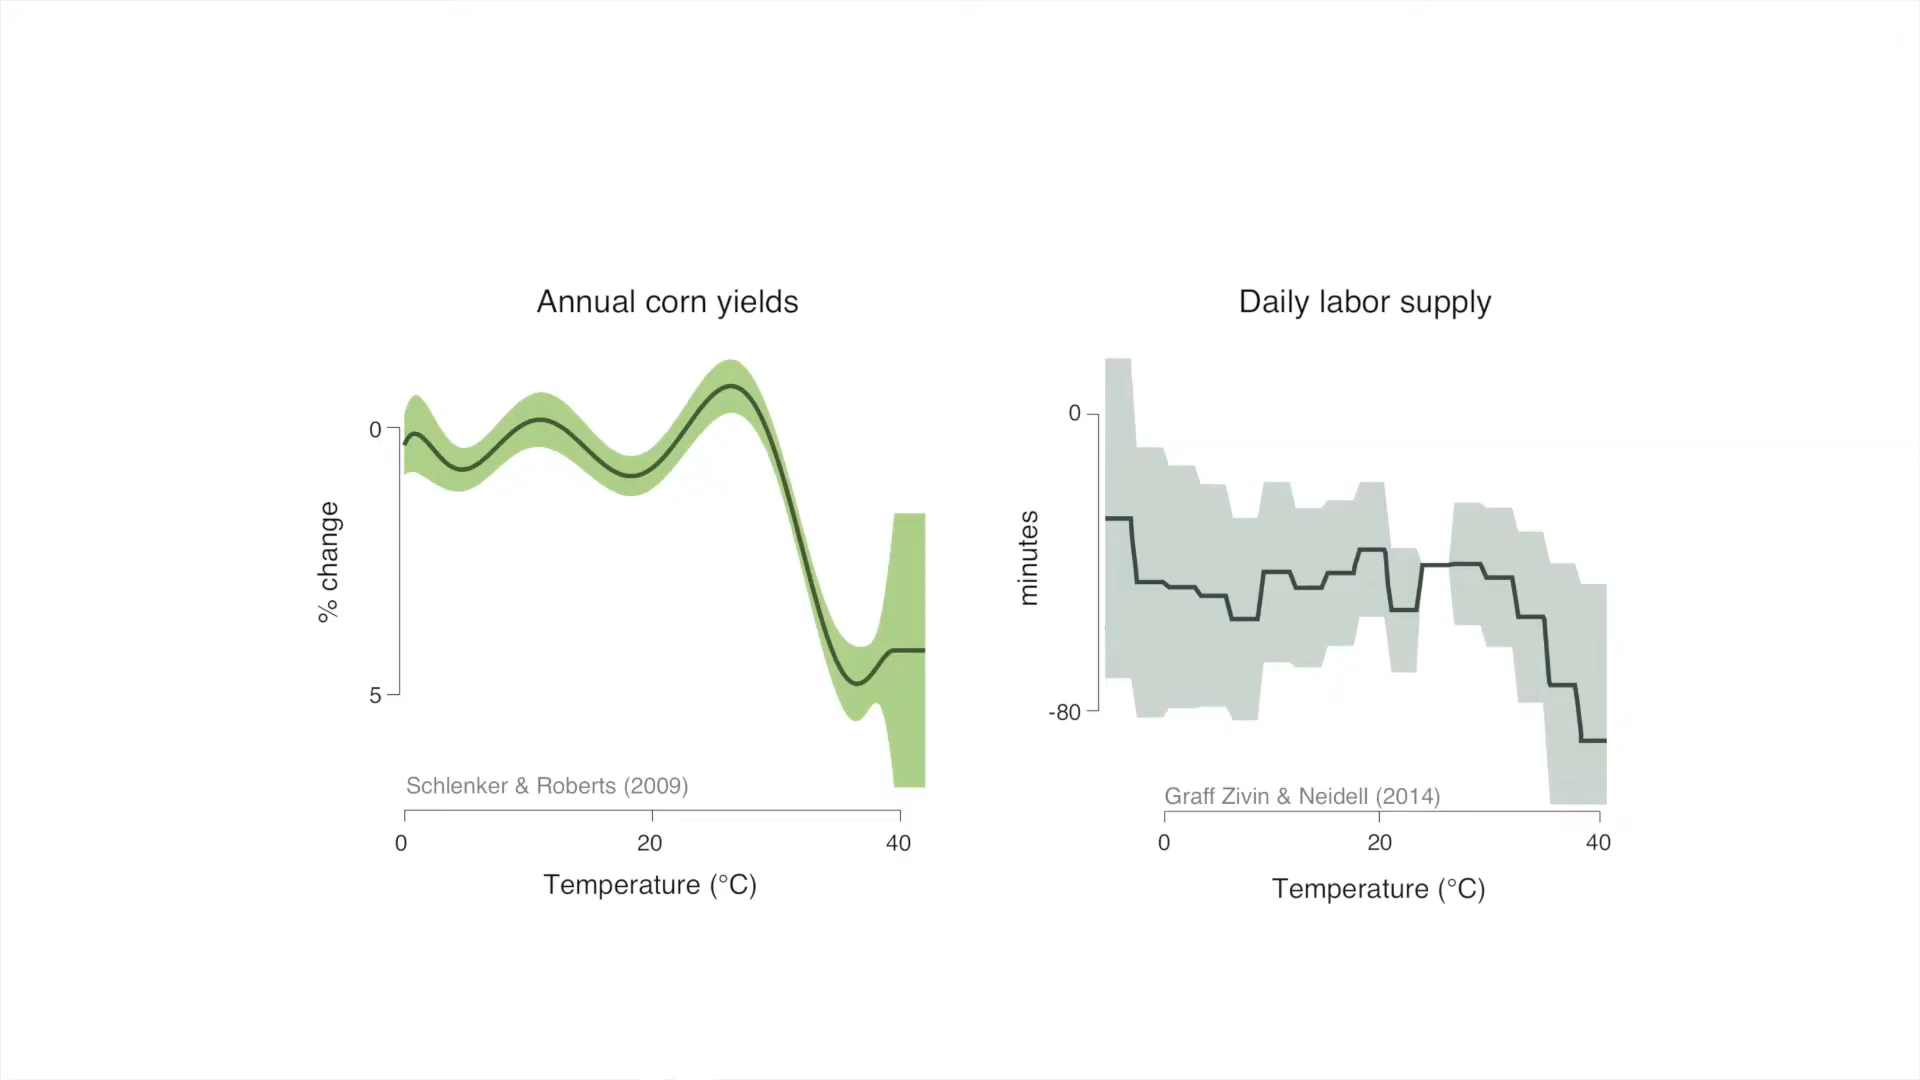 Annual corn yields
0
% change
5
Schlenker & Roberts (2009)
0 20 40
Temperature (°C)
Daily labor supply
0
minutes
-80
Graff Zivin & Neidell (2014)
0 20 40
Temperature (°C)